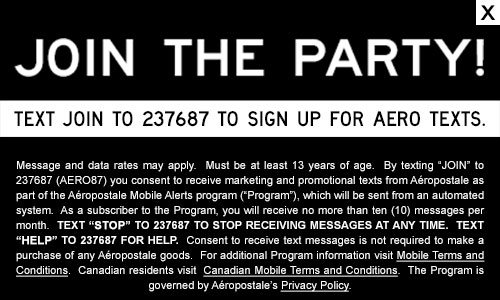 X
JOIN THE PARTY!
TEXT JOIN TO 237687 TO SIGN UP FOR AERO TEXTS.
Message and data rates may apply.  Must be at least 13 years of age.  By texting “JOIN” to
237687 (AERO87) you consent to receive marketing and promotional texts from Aéropostale as
part of the Aéropostale Mobile Alerts program (“Program”), which will be sent from an automated
system.  As a subscriber to the Program, you will receive no more than ten (10) messages per
month.  TEXT “STOP” TO 237687 TO STOP RECEIVING MESSAGES AT ANY TIME.  TEXT
“HELP” TO 237687 FOR HELP.  Consent to receive text messages is not required to make a
purchase of any Aéropostale goods.  For additional Program information visit Mobile Terms and
Conditions.  Canadian residents visit  Canadian Mobile Terms and Conditions.  The Program is
governed by Aéropostale’s Privacy Policy.